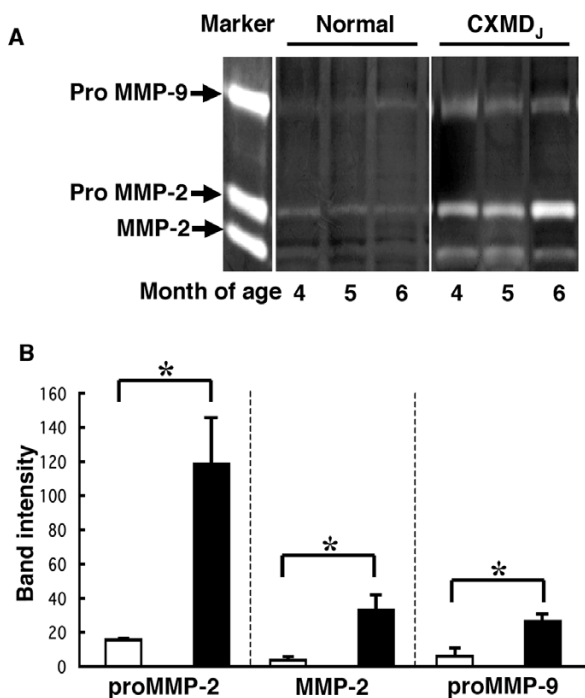 A
Marker Normal CXMDJ
Pro MMP-9
Pro MMP-2
MMP-2
Month of age 4 5 6 4 5 6
B
Band intensity
160
140
120
100
80
60
40
20
0
* * *
proMMP-2 MMP-2 proMMP-9